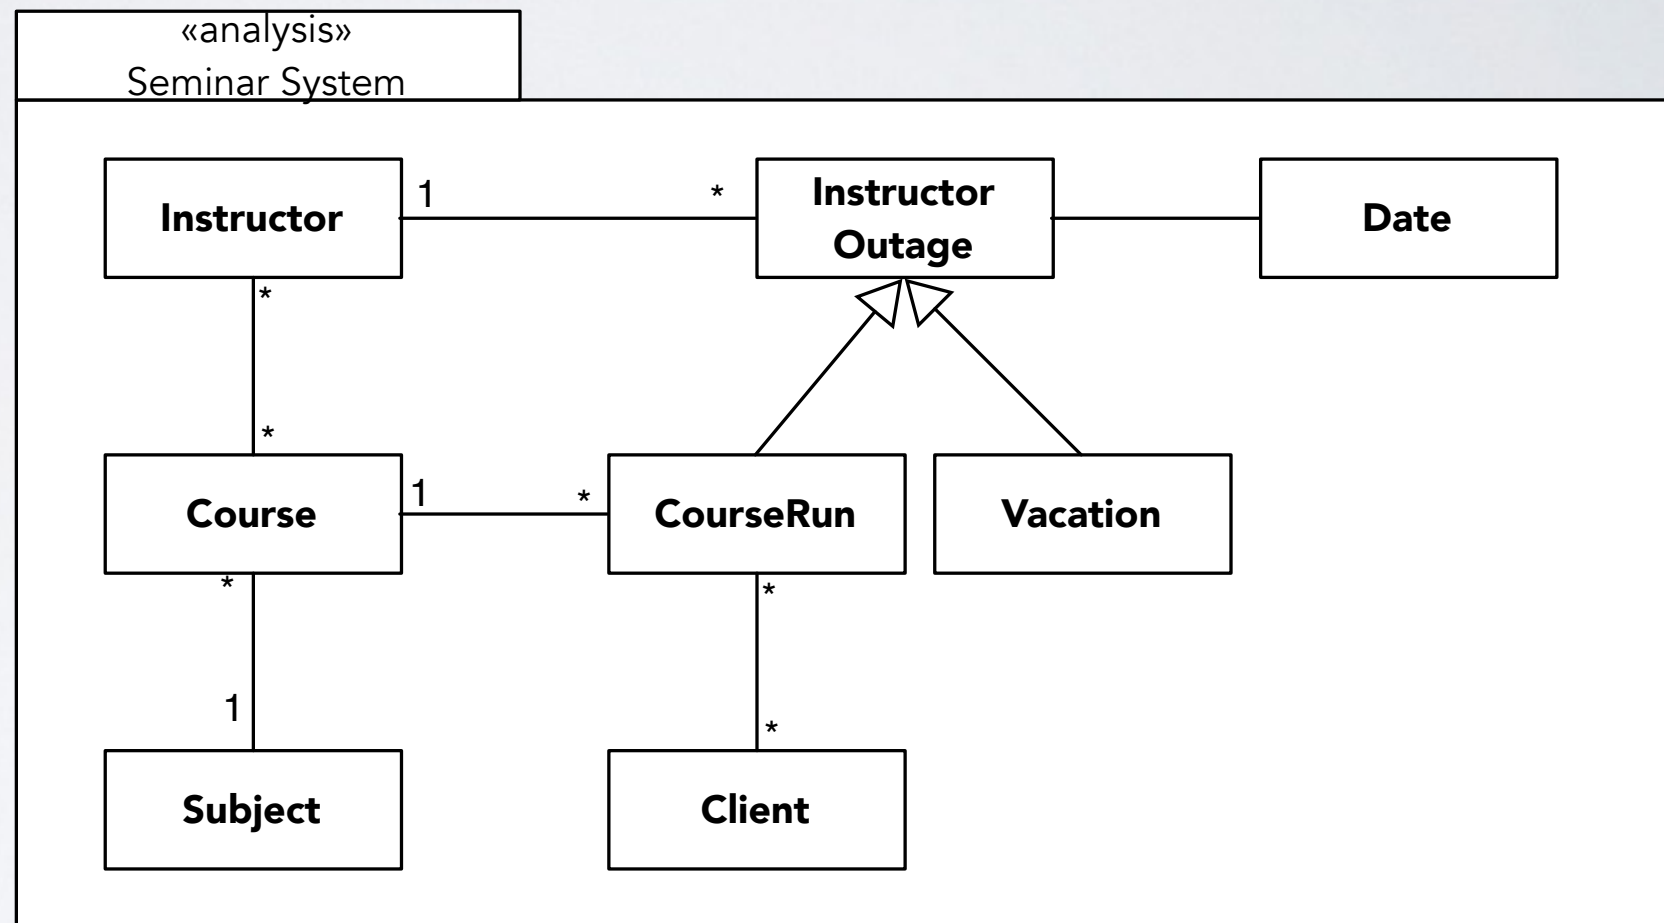 «analysis»
Seminar System
Instructor
1
*
Instructor
Outage
Date
*
*
Course
1
*
CourseRun
Vacation
*
*
1
*
Subject
Client